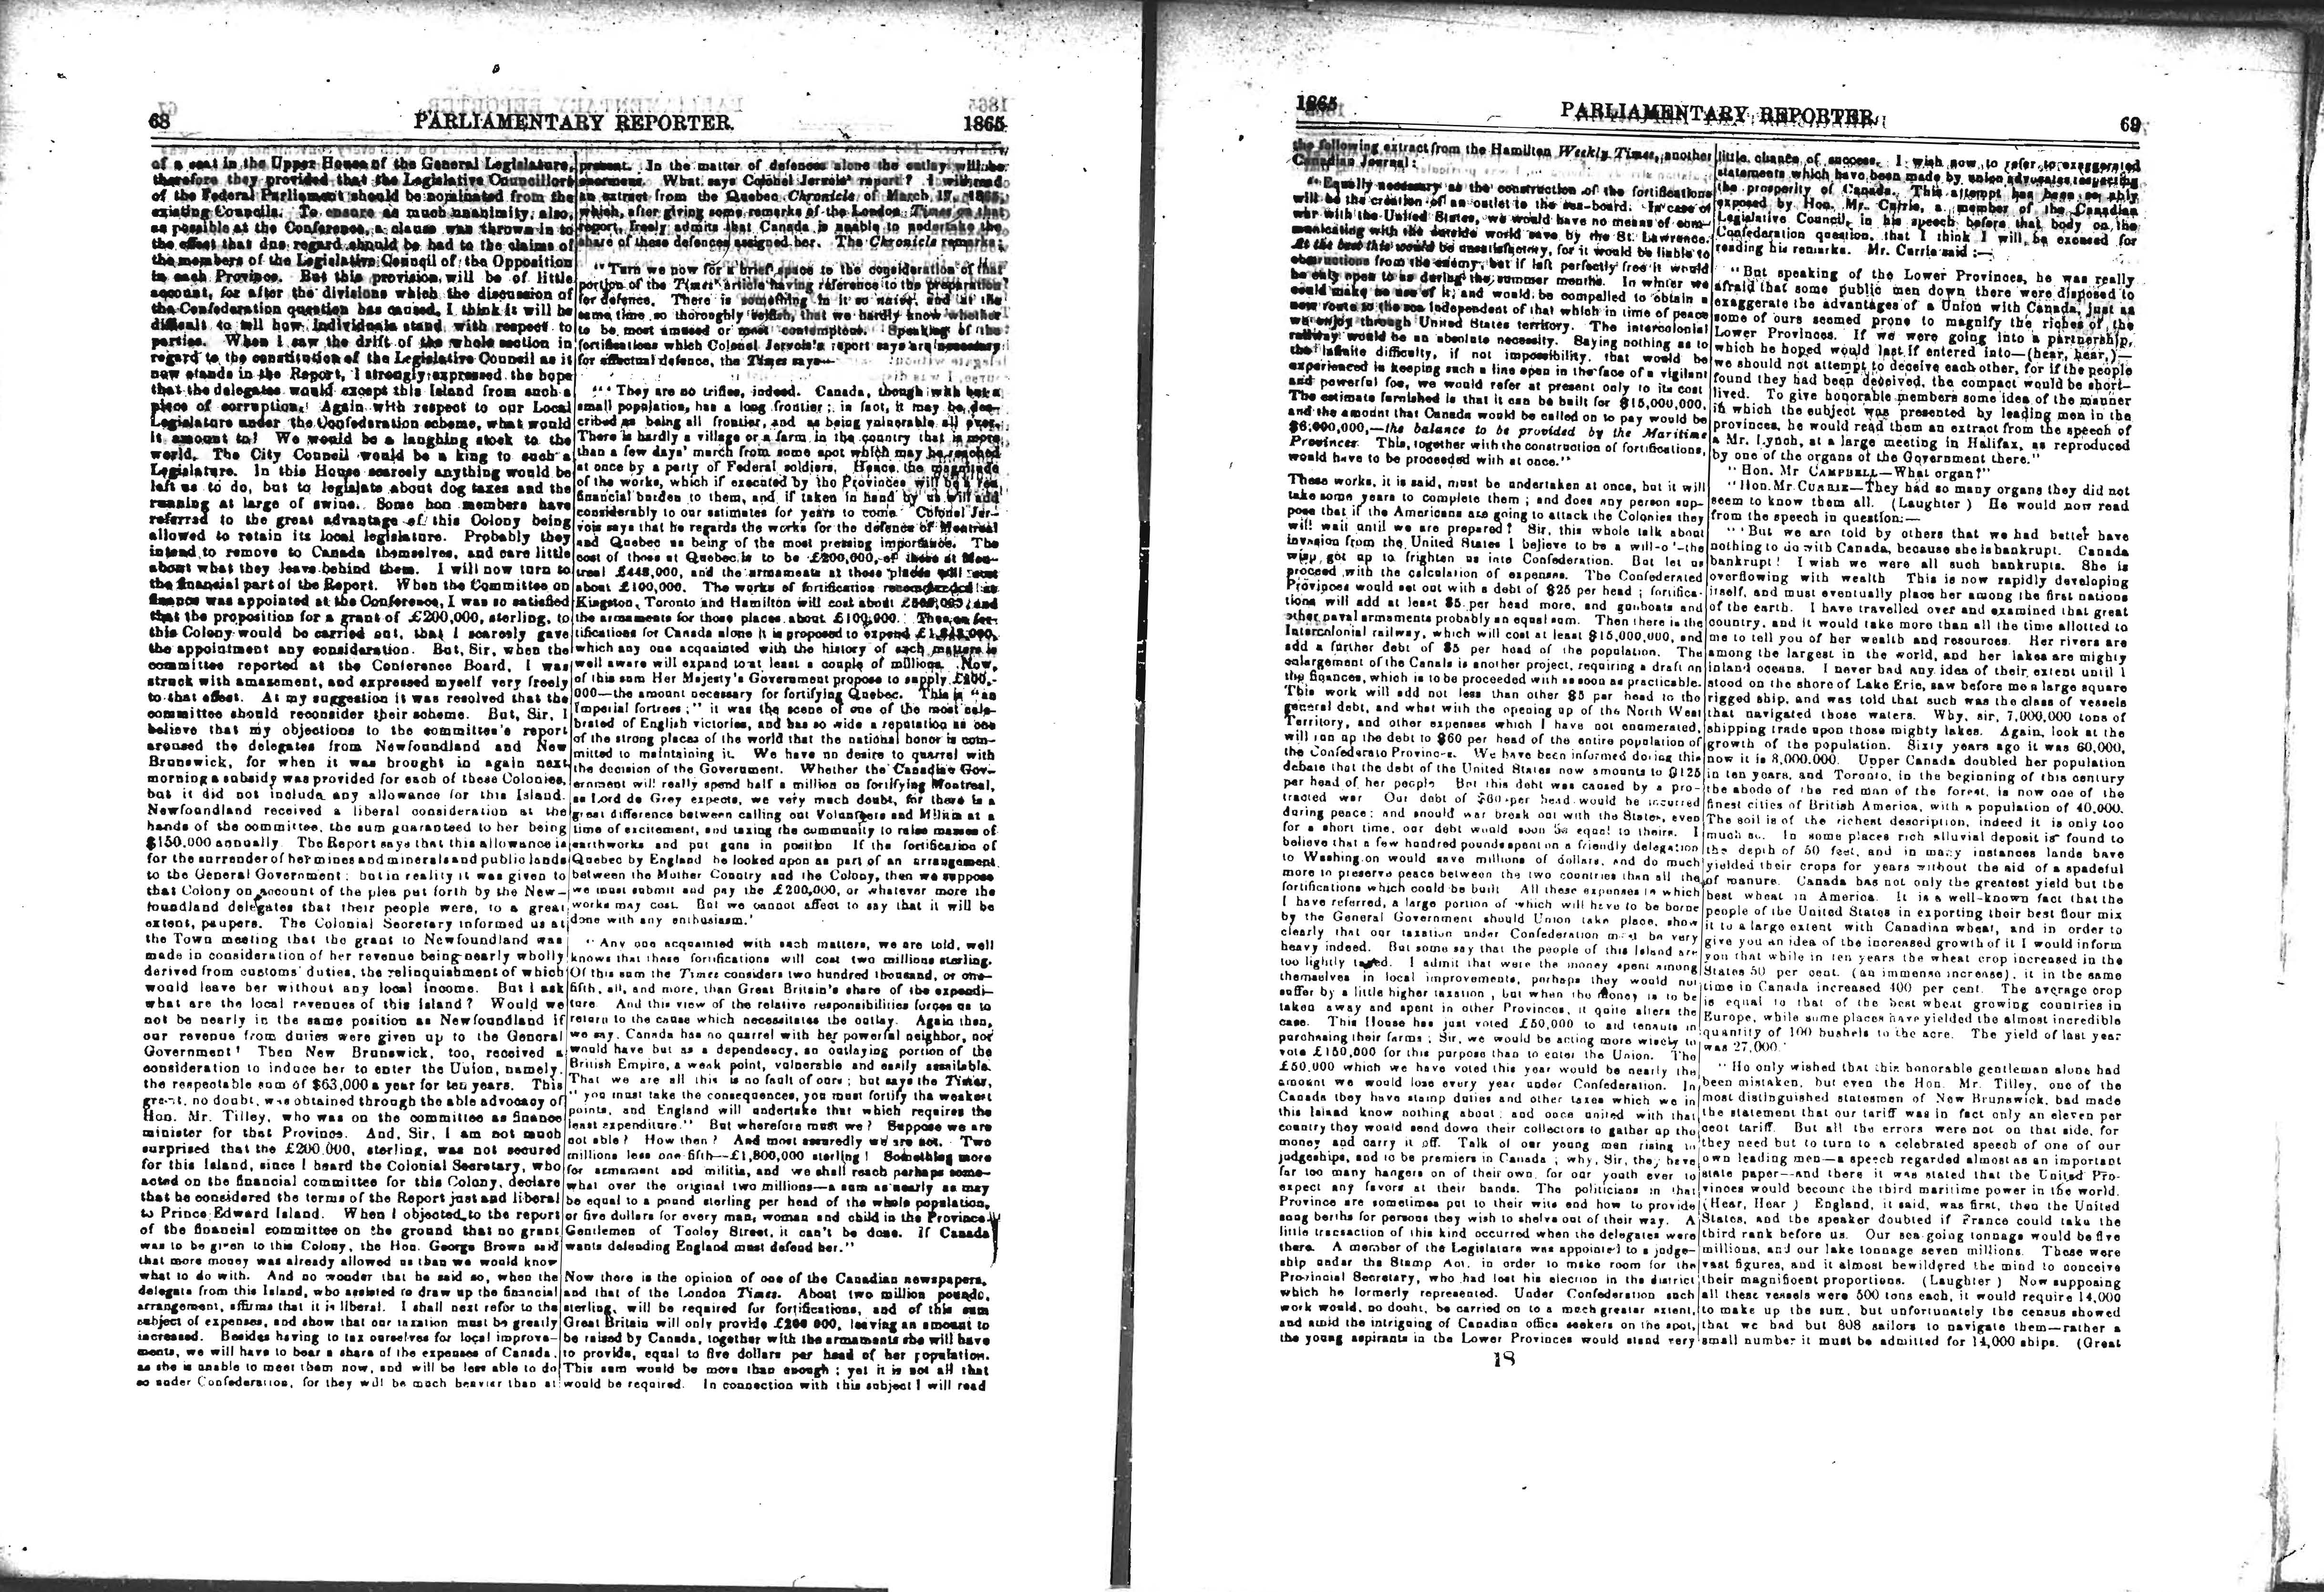 68 PARLIAMENTARY REPORTER. 1865
of a seat in the Upper House of the General Legislature,
therefore they provided that the Legislative Councillors
of the Federal Parliament should be nominated from the
existing Councils. To ensure as much unanimity, also,
as possible at the Conference, a clause was thrown in to
the effect that due regard should be had to the claims of
the members of the Legislative Council of the Opposition
in each Province. But this provision will be of little
account, for after the divisions which the discussion of
the Confederation question has caused, I think it will be
difficult to tell how individuals stand with respect to
parties. When I saw the drift of the whole section in
regard to the constitution of the Legislative Council as it
now stands in the Report, I strongly expressed the hope
that the delegates would except this Island from such a
piece of corruption. Again with respect to our Local
Legislature under the Confederation scheme, what would
it amount to! We would be a laughing stock to the
world. The City Council would be a king to such a
Legislature. In this House scarcely anything would be
left us to do, but to legislate about dog taxes and the
running at large of swine. Some hon members have
referred to the great advantage of this Colony being
allowed to retain its local legislature. Probably they
intend to remove to Canada themselves, and care little
about what they leave behind them. I will now turn to
the financial part of the Report. When the Committee on
finance was appointed at the Conference, I was so satisfied
that the proposition for a grant of £200,000, sterling, to
this Colony would be carried out, that I scarcely gave
the appointment any consideration. But, Sir, when the
committee reported at the Conference Board, I was
struck with amazement, and expressed myself very freely
to that effect. At my suggestion it was resolved that the
committee should reconsider their scheme. But, Sir, I
believe that my objections to the committee's report
aroused the delegates from Newfoundland and New
Brunswick, for when it was brought in again next
morning a subsidy was provided for each of these Colonies,
but it did not include any allowance for this Island.
Newfoundland received a liberal consideration at the
hands of the committee, the sum guaranteed to her being
$150,000 annually. The Report says that this allowance is
for the surrender of her mines and minerals and public lands
to the General Government; but in reality it was given to
that Colony on account of the plea put forth by the New-
foundland delegates that their people were, to a great
extent, paupers. The Colonial Secretary informed us at
the Town meeting that the grant to Newfoundland was
made in consideration of her revenue being nearly wholly
derived from customs' duties, the relinquishment of which
would leave her without any local income. But I ask
what are the local revenues of this Island? Would we
not be nearly in the same position as Newfoundland if
our revenue from duties were given up to the General
Government? Then New Brunswick, too, received a
consideration to induce her to enter the Union, namely,
the respectable sum of $63,000 a year for ten years. This
grant, no doubt, was obtained through the able advocacy of
Hon. Mr. Tilley, who was on the committee as finance
minister for that Province. And, Sir, I am not much
surprised that the £200,000, sterling, was not secured
for this Island, since I heard the Colonial Secretary, who
acted on the financial committee for this Colony, declare
that he considered the terms of the Report just and liberal
to Prince Edward Island. When I objected to the report
of the financial committee on the ground that no grant
was to be given to this Colony, the Hon. George Brown said
that more money was already allowed us than we would know
what to do with. And no wonder that he said so, when the
delegate from this Island, who assisted to draw up the financial
arrangement, affirms that it is liberal. I shall next refer to the
subject of expenses, and show that our taxation must be greatly
increased. Besides having to tax ourselves for local improve-
ments, we will have to bear a share of the expenses of Canada,
as she is unable to meet them now, and will be less able to do
so under Confederation, for they will be much heavier than at
present. In the matter of defences alone the outlay will be
enormous. What says Colonel Jervois' report? I will read
an extract from the Quebec Chronicle of March 17, 1865,
which, after giving some remarks of the London Times on that
report, freely admits that Canada is unable to undertake the
share of these defences assigned her. The Chronicle remarks:
"Turn we now for a brief space to the consideration of that
portion of the Times' article having reference to the preparation
for defence. There is something in it so naive, and at the
same time so thoroughly selfish, that we hardly know whether
to be most amused or most contemptuous. Speaking of the
fortifications which Colonel Jervois's report says are necessary
for effectual defence, the Times says—
"'They are no trifles, indeed. Canada, though with but a
small population, has a long frontier; in fact, it may be des-
cribed as being all frontier, and as being vulnerable all over.
There is hardly a village or a farm in the country that is more
than a few days' march from some spot which may be reached
at once by a party of Federal soldiers. Hence the magnitude
of the works, which if executed by the Provinces will be a
financial burden to them, and if taken in hand by us will add
considerably to our estimates for years to come. Colonel Jer-
vois says that he regards the works for the defence of Montreal
and Quebec as being of the most pressing importance. The
cost of those at Quebec is to be £200,000, of those at Mon-
treal £443,000, and the armaments at those places will cost
about £100,000. The works of fortification recommended at
Kingston, Toronto and Hamilton will cost about and
the armaments for those places about £100,000. Thus on for-
tifications for Canada alone it is proposed to expend
which any one acquainted with the history of such matters is
well aware will expand to at least a couple of millions. Now,
of this sum Her Majesty's Government propose to supply £200,-
000—the amount necessary for fortifying Quebec. This is "an
Imperial fortress;" it was the scene of one of the most cele-
brated of English victories, and has so wide a reputation as one
of the strong places of the world that the national honor is com-
mitted to maintaining it. We have no desire to quarrel with
the decision of the Government. Whether the Canadian Gov-
ernment will really spend half a million on fortifying Montreal,
as Lord de Grey expects, we very much doubt, for there is a
great difference between calling out Volunteers and Militia at a
time of excitement, and taxing the community to raise masses of
earthworks and put guns in position. If the fortification of
Quebec by England be looked upon as part of an arrangement
between the Mother Country and the Colony, then we suppose
we must submit and pay the £200,000, or whatever more the
works may cost. But we cannot affect to say that it will be
done with any enthusiasm.'
"Any one acquainted with such matters, we are told, well
knows that these fortifications will cost two millions sterling.
Of this sum the Times considers two hundred thousand, or one-
fifth, all, and more, than Great Britain's share of the expendi-
ture. And this view of the relative responsibilities forces us to
return to the cause which necessitates the outlay. Again then,
we say, Canada has no quarrel with her powerful neighbor, nor
would have but as a dependency, an outlaying portion of the
British Empire, a weak point, vulnerable and easily assailable.
That we are all this is no fault of ours; but says the Times,
"you must take the consequences, you must fortify the weakest
points, and England will undertake that which requires the
least expenditure." But wherefore must we? Suppose we are
not able? How then? And most assuredly we are not. Two
millions less one fifth—£1,800,000 sterling! Something more
for armament and militia, and we shall reach perhaps some-
what over the original two millions—a sum as nearly as may
be equal to a pound sterling per head of the whole population,
or five dollars for every man, woman and child in the Province.
Gentlemen of Tooley Street, it can't be done. If Canada
wants defending England must defend her."
Now there is the opinion of one of the Canadian newspapers,
and that of the London Times. About two million pounds,
sterling, will be required for fortifications, and of this sum
Great Britain will only provide £200 000, leaving an amount to
be raised by Canada, together with the armaments she will have
to provide, equal to five dollars per head of her population.
This sum would be more than enough; yet it is not all that
would be required. In connection with this subject I will read
1865 PARLIAMENTARY REPORTER. 69
the following extract from the Hamilton Weekly Times, another
Canadian Journal:
"Equally necessary as the construction of the fortifications
will be the creation of an outlet to the sea-board. In case of
war with the United States, we would have no means of com-
municating with the outside world save by the St. Lawrence.
At the best this would be unsatisfactory, for it would be liable to
obstructions from the enemy, but if left perfectly free it would
be only open to us during the summer months. In winter we
could make no use of it, and would be compelled to obtain a
new route to the sea independent of that which in time of peace
we enjoy through United States territory. The intercolonial
railway would be an absolute necessity. Saying nothing as to
the infinite difficulty, if not impossibility, that would be
experienced in keeping such a line open in the face of a vigilant
and powerful foe, we would refer at present only to its cost
The estimate furnished is that it can be built for $15,000,000,
and the amount that Canada would be called on to pay would be
$6,000,000,—the balance to be provided by the Maritime
Provinces. This, together with the construction of fortifications,
would have to be proceeded with at once."
These works, it is said, must be undertaken at once, but it will
take some years to complete them; and does any person sup-
pose that if the Americans are going to attack the Colonies they
will wait until we are prepared? Sir, this whole talk about
invasion from the United States I believe to be a will-o'-the
wisp got up to frighten us into Confederation. But let us
proceed with the calculation of expenses. The Confederated
Provinces would set out with a debt of $25 per head; fortifica-
tions will add at least $5 per head more, and gunboats and
other naval armaments probably an equal sum. Then there is the
Intercolonial railway, which will cost at least $15,000,000, and
add a further debt of $5 per head of the population. The
enlargement of the Canals is another project, requiring a draft on
the finances, which is to be proceeded with as soon as practicable.
This work will add not less than other $5 per head to the
general debt, and what with the opening up of the North West
Territory, and other expenses which I have not enumerated,
will run up the debt to $60 per head of the entire population of
the Confederate Provinces. We have been informed during this
debate that the debt of the United States now amounts to $125
per head of her people. But this debt was caused by a pro-
tracted war. Our debt of $60 per head would be incurred
during peace; and should war break out with the States, even
for a short time, our debt would soon be equal to theirs. I
believe that a few hundred pounds spent on a friendly delegation
to Washington would save millions of dollars, and do much
more to preserve peace between the two countries than all the
fortifications which could be built. All these expenses to which
I have referred, a large portion of which will have to be borne
by the General Government should Union take place, show
clearly that our taxation under Confederation must be very
heavy indeed. But some say that the people of this Island are
too lightly taxed. I admit that were the money spent among
themselves in local improvements, perhaps they would not
suffer by a little higher taxation, but when the money is to be
taken away and spent in other Provinces, it quite alters the
case. This House has just voted £50,000 to aid tenants in
purchasing their farms; Sir, we would be acting more wisely to
vote £150,000 for this purpose than to enter the Union. The
£50,000 which we have voted this year would be nearly the
amount we would lose every year under Confederation. In
Canada they have stamp duties and other taxes which we in
this Island know nothing about; and once united with that
country they would send down their collectors to gather up the
money and carry it off. Talk of our young men rising to
judgeships, and to be premiers in Canada; why, Sir, they have
far too many hangers on of their own, for our youth ever to
expect any favors at their hands. The politicians in that
Province are sometimes put to their wits end how to provide
snug berths for persons they wish to shelve out of their way. A
little transaction of this kind occurred when the delegates were
there. A member of the Legislature was appointed to a judge-
ship under the Stamp Act, in order to make room for the
Provincial Secretary, who had lost his election in the district
which he formerly represented. Under Confederation such
work would, no doubt, be carried on to a much greater extent,
and amid the intriguing of Canadian office seekers on the spot,
the young aspirants in the Lower Provinces would stand very
little chance of success. I wish now to refer to exaggerated
statements which have been made by union advocates respecting
the prosperity of Canada. This attempt has been so ably
exposed by Hon. Mr. Currie, a member of the Canadian
Legislative Council, in his speech before that body on the
Confederation question, that I think I will be excused for
reading his remarks. Mr. Currie said:—
"But speaking of the Lower Provinces, he was really
afraid that some public men down there were disposed to
exaggerate the advantages of a Union with Canada, just as
some of ours seemed prone to magnify the riches of the
Lower Provinces. If we were going into a partnership,
which he hoped would last if entered into—(hear, hear,)—
we should not attempt to deceive each other, for if the people
found they had been deceived, the compact would be short-
lived. To give honorable members some idea of the manner
in which the subject was presented by leading men in the
provinces, he would read them an extract from the speech of
a Mr. Lynch, at a large meeting in Halifax, as reproduced
by one of the organs of the Government there."
"Hon. Mr CAMPBELL—What organ?"
"Hon. Mr. CURRIE—They had so many organs they did not
seem to know them all. (Laughter) He would now read
from the speech in question:—
"'But we are told by others that we had better have
nothing to do with Canada, because she is bankrupt. Canada
bankrupt! I wish we were all such bankrupts. She is
overflowing with wealth This is now rapidly developing
itself, and must eventually place her among the first nations
of the earth. I have travelled over and examined that great
country, and it would take more than all the time allotted to
me to tell you of her wealth and resources. Her rivers are
among the largest in the world, and her lakes are mighty
inland oceans. I never had any idea of their extent until I
stood on the shore of Lake Erie, saw before me a large square
rigged ship, and was told that such was the class of vessels
that navigated those waters. Why, sir, 7,000,000 tons of
shipping trade upon those mighty lakes. Again, look at the
growth of the population. Sixty years ago it was 60,000,
now it is 3,000,000. Upper Canada doubled her population
in ten years, and Toronto, in the beginning of this century
the abode of the red man of the forest, is now one of the
finest cities of British America, with a population of 40,000.
The soil is of the richest description, indeed it is only too
much so. In some places rich alluvial deposit is found to
the depth of 50 feet, and in many instances lands have
yielded their crops for years without the aid of a spadeful
of manure. Canada has not only the greatest yield but the
best wheat in America. It is a well-known fact that the
people of the United States in exporting their best flour mix
it to a large extent with Canadian wheat, and in order to
give you an idea of the increased growth of it I would inform
you that while in ten years the wheat crop increased in the
States 50 per cent. (an immense increase), it in the same
time in Canada increased 400 per cent. The average crop
is equal to that of the best wheat growing countries in
Europe, while some places have yielded the almost incredible
quantity of 100 bushels to the acre. The yield of last year
was 27,000.'
"He only wished that this honorable gentleman alone had
been mistaken, but even the Hon. Mr. Tilley, one of the
most distinguished statesmen of New Brunswick, had made
the statement that our tariff was in fact only an eleven per
cent tariff. But all the errors were not on that side, for
they need but to turn to a celebrated speech of one of our
own leading men—a speech regarded almost as an important
state paper—and there it was stated that the United Pro-
vinces would become the third maritime power in the world.
(Hear, Hear) England, it said, was first, then the United
States, and the speaker doubted if France could take the
third rank before us. Our sea going tonnage would be five
millions, and our lake tonnage seven millions. These were
vast figures, and it almost bewildered the mind to conceive
their magnificent proportions. (Laughter) Now supposing
all these vessels were 500 tons each, it would require 14,000
to make up the sum, but unfortunately the census showed
that we had but 808 sailors to navigate them—rather a
small number it must be admitted for 14,000 ships. (Great
18